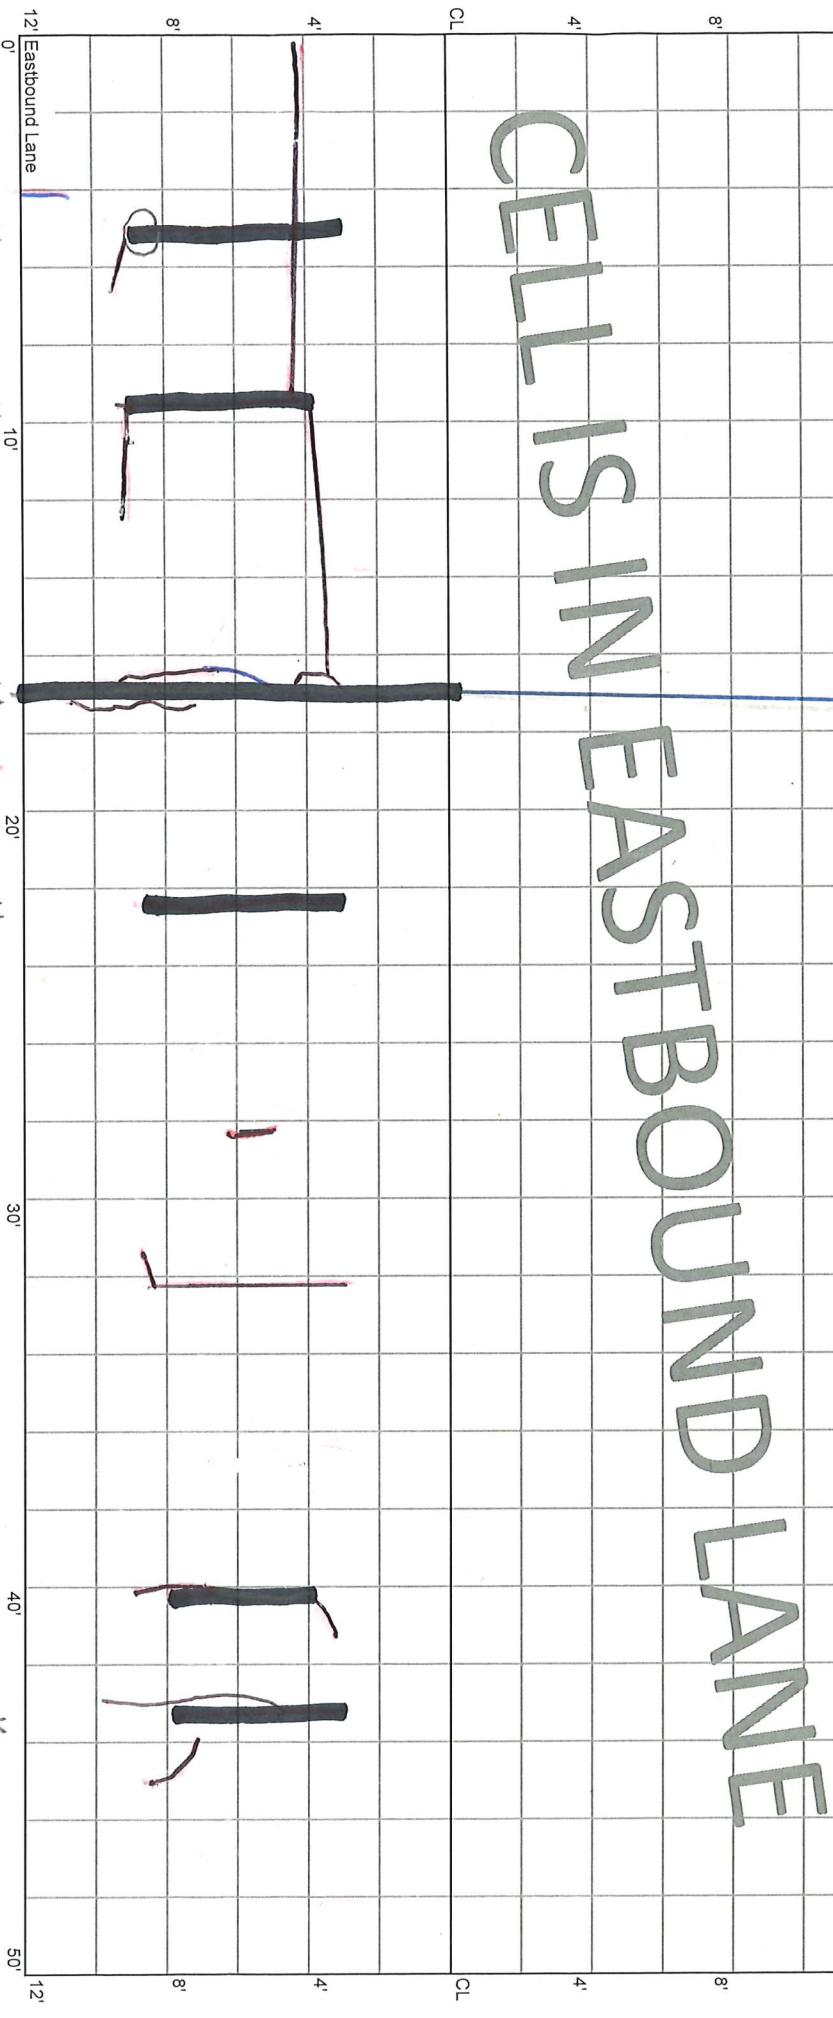 12' 8' 4' CL 4' 8'
0' 10' 20' 30' 40' 50'
Eastbound Lane
CELL IS IN EASTBOUND LANE
12' 8' 4' CL 4' 8'